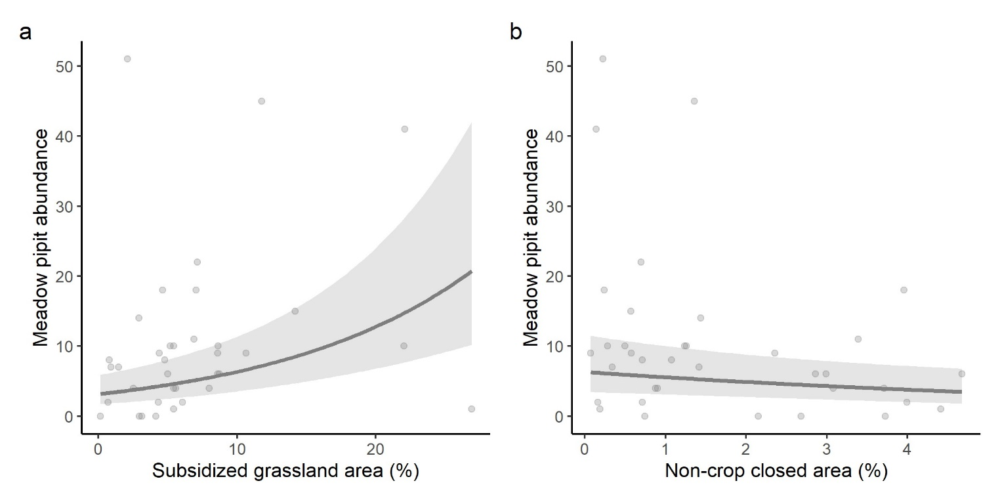 a
Meadow pipit abundance
50
40
30
20
10
0
0 10 20
Subsidized grassland area (%)
b
Meadow pipit abundance
50
40
30
20
10
0
0 1 2 3 4
Non-crop closed area (%)